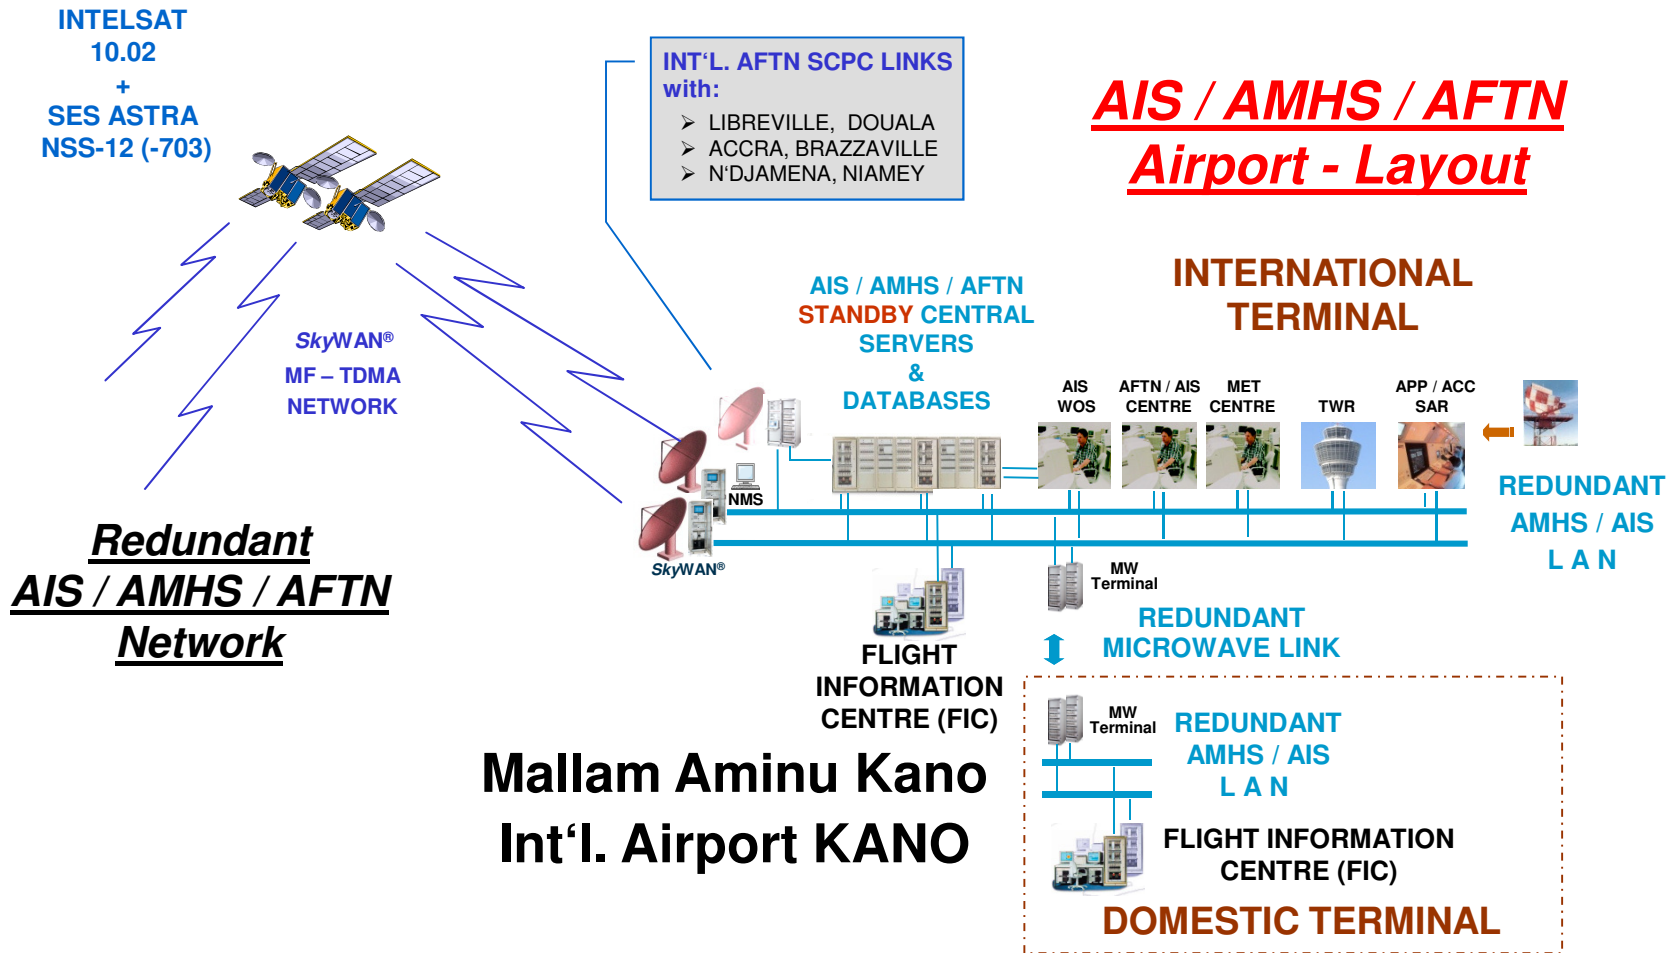 INTELSAT
10.02
+
SES ASTRA
NSS-12 (-703)
INT‘L. AFTN SCPC LINKS
with:
➢ LIBREVILLE, DOUALA
➢ ACCRA, BRAZZAVILLE
➢ N‘DJAMENA, NIAMEY
AIS / AMHS / AFTN
Airport - Layout
INTERNATIONAL
TERMINAL
AIS / AMHS / AFTN
STANDBY CENTRAL
SERVERS
&
DATABASES
SkyWAN®
MF – TDMA
NETWORK
AIS
WOS
AFTN / AIS
CENTRE
MET
CENTRE
TWR
APP / ACC
SAR
NMS
SkyWAN®
REDUNDANT
AMHS / AIS
L A N
Redundant
AIS / AMHS / AFTN
Network
MW
Terminal
REDUNDANT
MICROWAVE LINK
FLIGHT
INFORMATION
CENTRE (FIC)
MW
Terminal
REDUNDANT
AMHS / AIS
L A N
Mallam Aminu Kano
Int‘l. Airport KANO
FLIGHT INFORMATION
CENTRE (FIC)
DOMESTIC TERMINAL